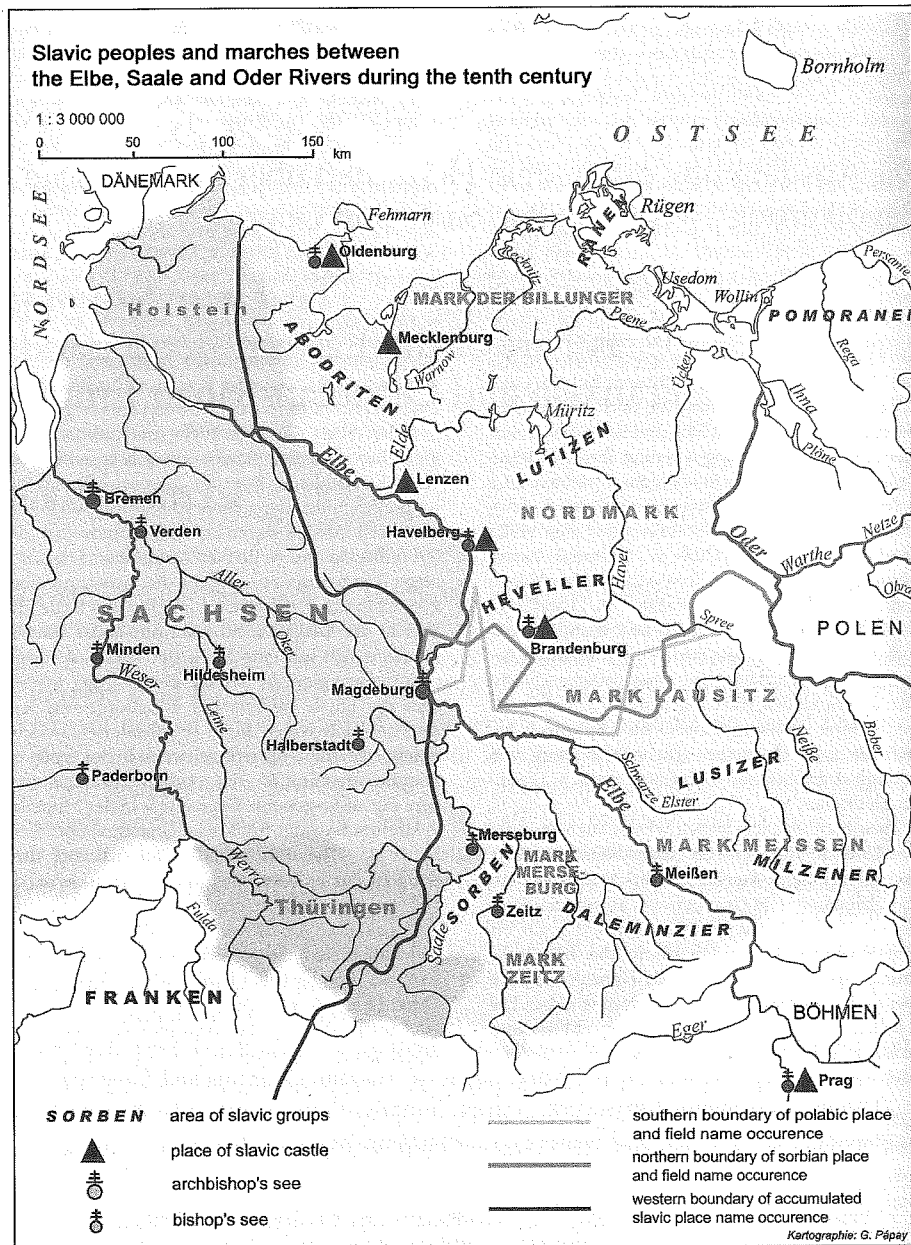 Slavic peoples and marches between
the Elbe, Saale and Oder Rivers during the tenth century
1 : 3 000 000
0 50 100 150
km
Bornholm
OSTSEE
NORDSEE
DÄNEMARK
Fehmarn
Oldenburg
Holstein
RANEN
Rügen
Recknitz
Usedom
Wollin
Persante
MARK DER BILLUNGER
Peene
POMORANEN
Rega
ABODRITEN
Mecklenburg
Warnow
Ücker
Ihna
Plöne
Müritz
Elde
LUTIZEN
Elbe
Lenzen
Bremen
Verden
Havelberg
NORDMARK
Oder
Warthe
Netze
Aller
HEVELLER
Havel
Spree
Ohra
SACHSEN
Oker
Brandenburg
POLEN
Minden
Weser
Hildesheim
Leine
Magdeburg
MARK LAUSITZ
Halberstadt
Neiße
Bober
Paderborn
Schwarze Elster
LUSIZER
Elbe
Merseburg
MARK MEISSEN
MILZENER
Werra
SORBEN
MARK
MERSE
BURG
Meißen
Thüringen
Zeitz
DALEMINZIER
Fulda
Saale
MARK
ZEITZ
FRANKEN
Eger
BÖHMEN
Prag
SORBEN area of slavic groups
place of slavic castle
archbishop's see
bishop's see
southern boundary of polabic place
and field name occurence
northern boundary of sorbian place
and field name occurence
western boundary of accumulated
slavic place name occurence
Kartographie: G. Pápay